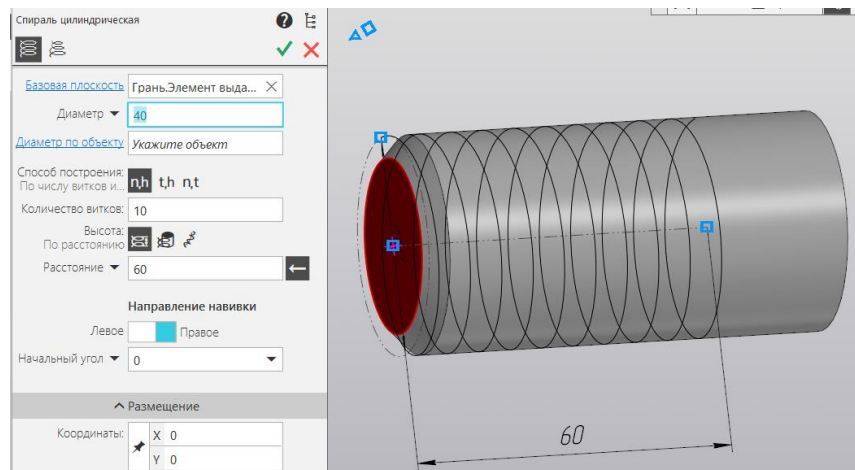 Спираль цилиндрическая
Базовая плоскость Грань.Элемент выда...
Диаметр 40
Диаметр по объекту Укажите объект
Способ построения:
По числу витков и... n,h t,h n,t
Количество витков: 10
Высота:
По расстоянию
Расстояние 60
Направление навивки
Левое Правое
Начальный угол 0
Размещение
Координаты: X 0
Y 0
60